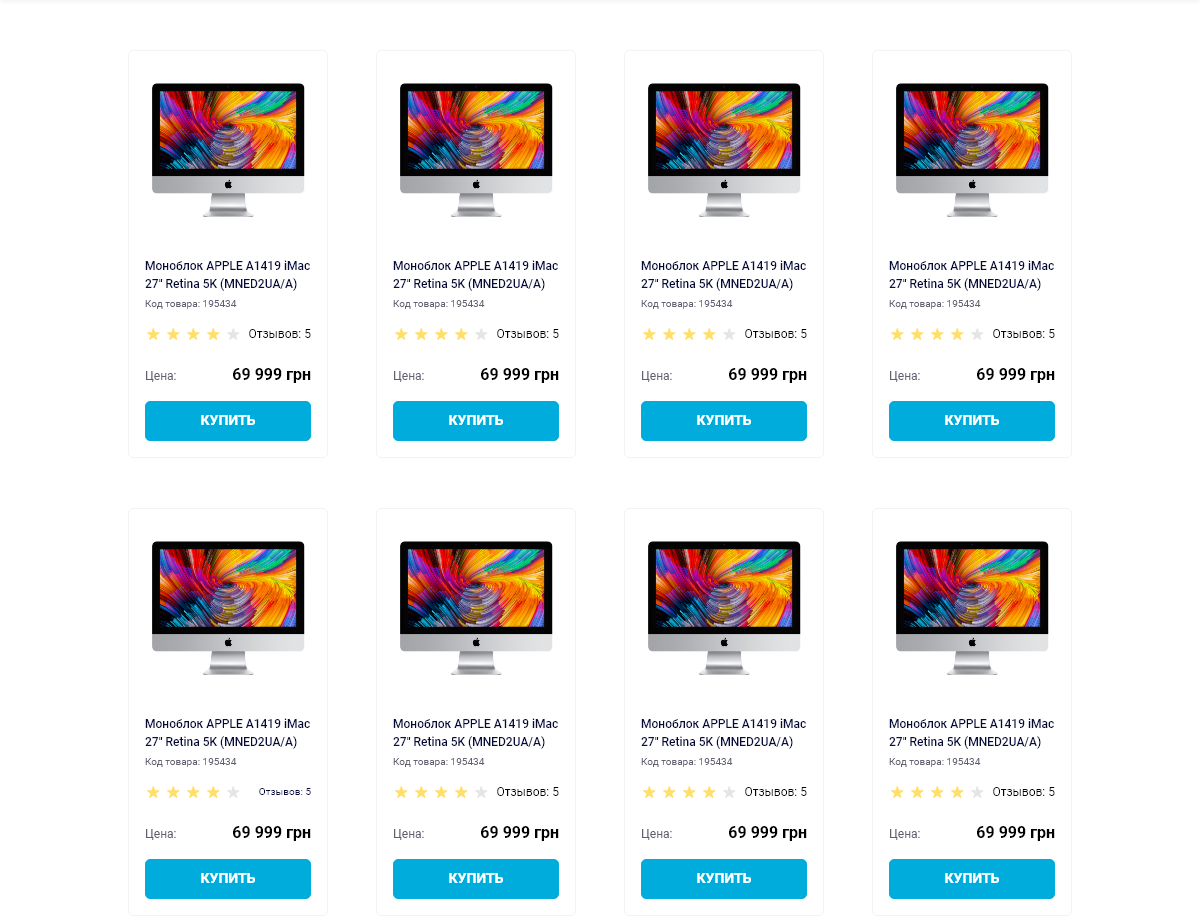 Моноблок APPLE A1419 iMac
27" Retina 5K (MNED2UA/A)
Код товара: 195434
Отзывов: 5
Цена: 69 999 грн
КУПИТЬ
Моноблок APPLE A1419 iMac
27" Retina 5K (MNED2UA/A)
Код товара: 195434
Отзывов: 5
Цена: 69 999 грн
КУПИТЬ
Моноблок APPLE A1419 iMac
27" Retina 5K (MNED2UA/A)
Код товара: 195434
Отзывов: 5
Цена: 69 999 грн
КУПИТЬ
Моноблок APPLE A1419 iMac
27" Retina 5K (MNED2UA/A)
Код товара: 195434
Отзывов: 5
Цена: 69 999 грн
КУПИТЬ
Моноблок APPLE A1419 iMac
27" Retina 5K (MNED2UA/A)
Код товара: 195434
Отзывов: 5
Цена: 69 999 грн
КУПИТЬ
Моноблок APPLE A1419 iMac
27" Retina 5K (MNED2UA/A)
Код товара: 195434
Отзывов: 5
Цена: 69 999 грн
КУПИТЬ
Моноблок APPLE A1419 iMac
27" Retina 5K (MNED2UA/A)
Код товара: 195434
Отзывов: 5
Цена: 69 999 грн
КУПИТЬ
Моноблок APPLE A1419 iMac
27" Retina 5K (MNED2UA/A)
Код товара: 195434
Отзывов: 5
Цена: 69 999 грн
КУПИТЬ